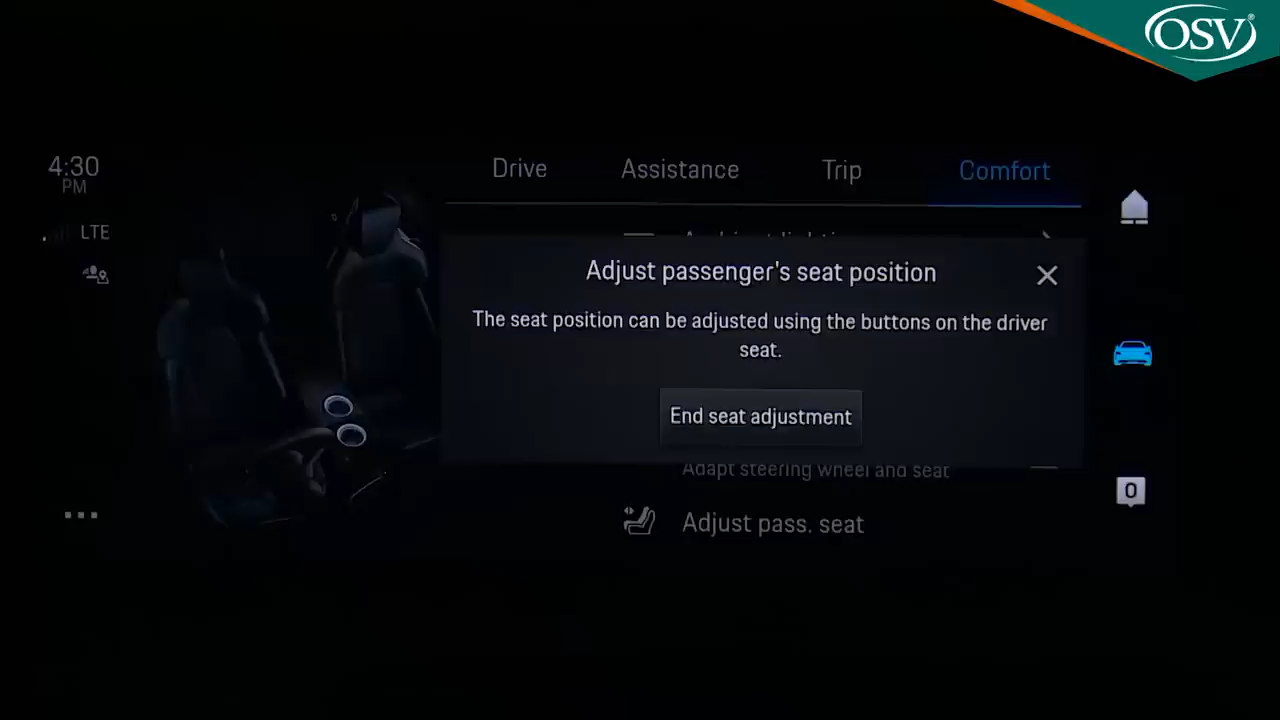 OSV
4:30
PM
LTE
Drive
Assistance
Trip
Comfort
Adjust passenger's seat position
The seat position can be adjusted using the buttons on the driver
seat.
End seat adjustment
Adapt steering wheel and seat
Adjust pass. seat
0